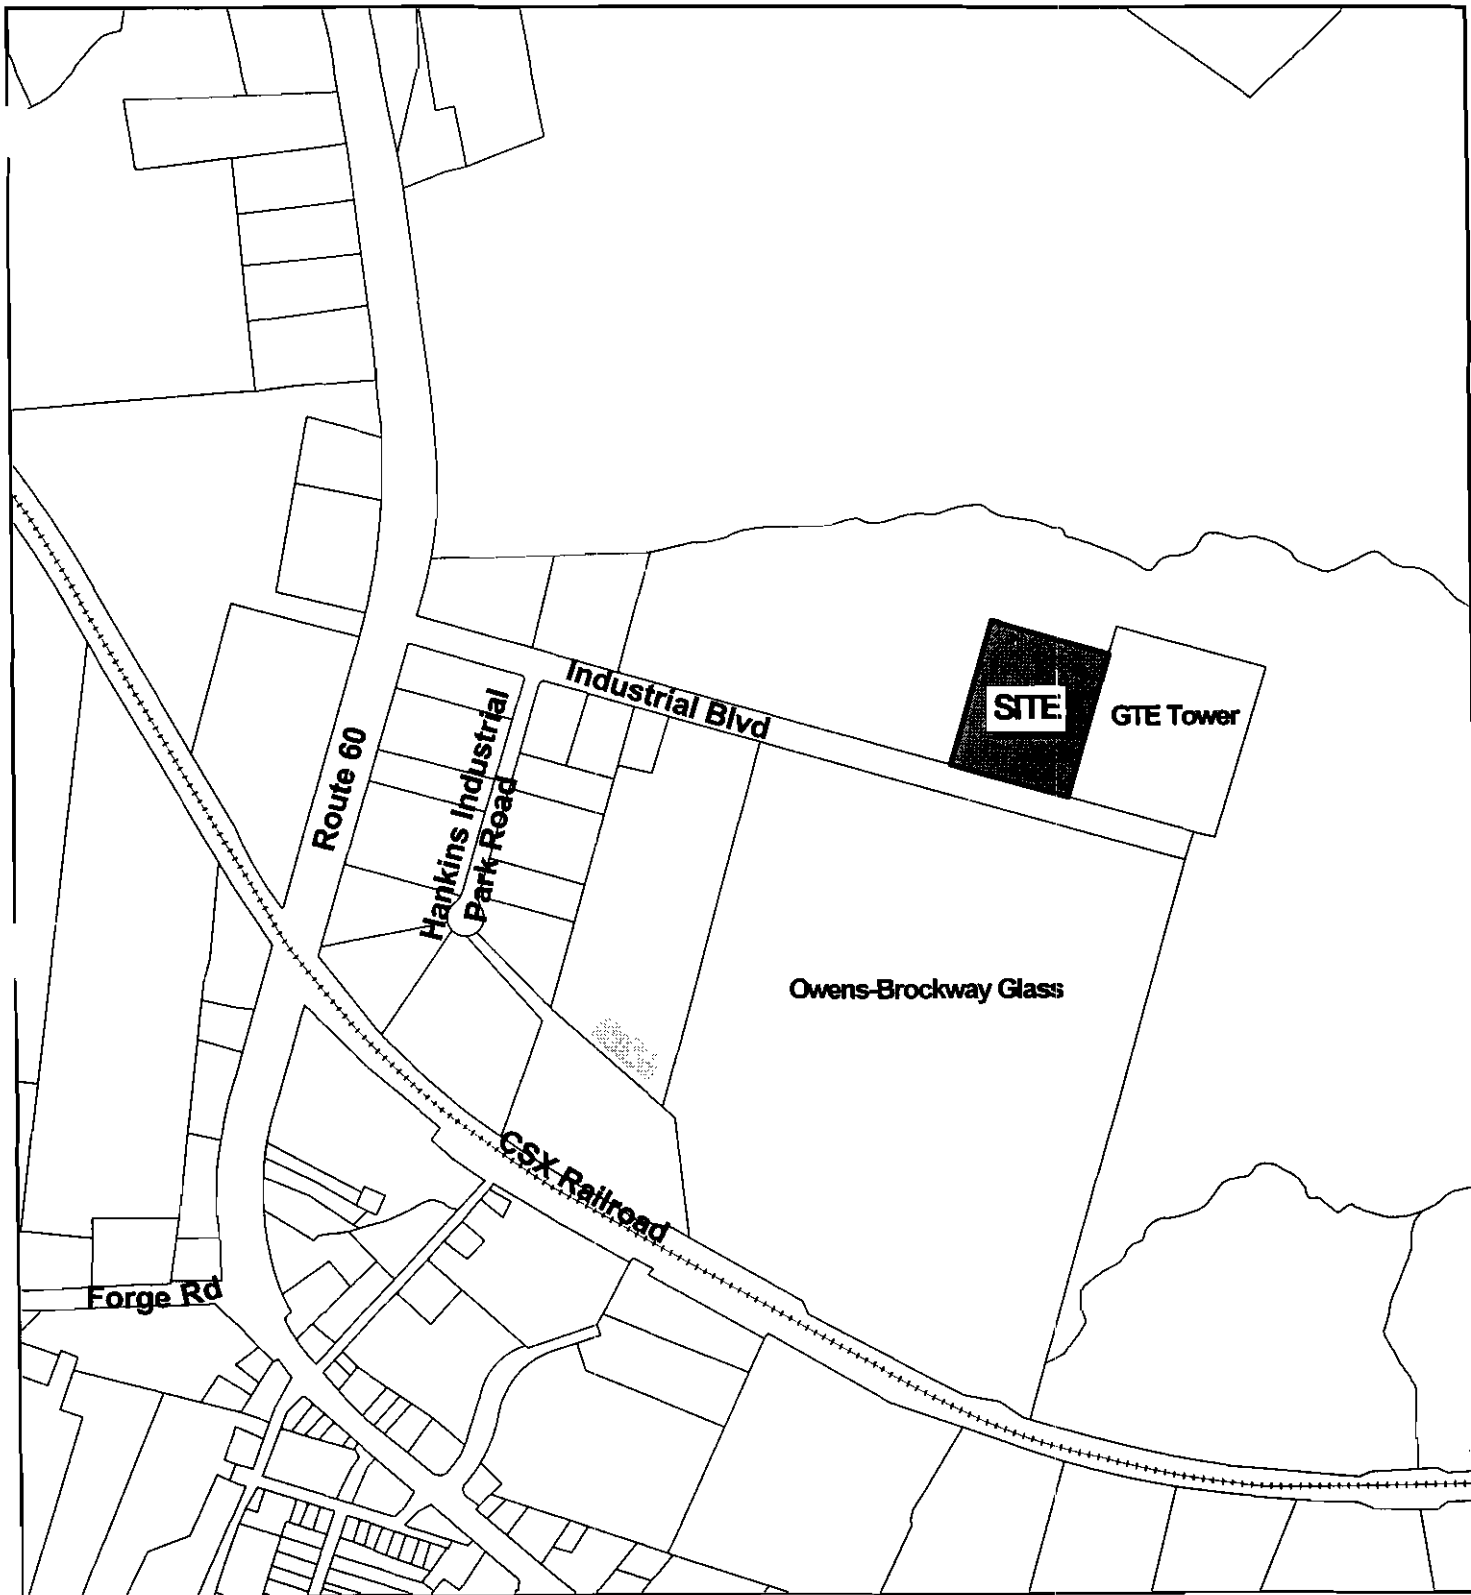 Industrial Blvd
SITE
GTE Tower
Route 60
Hankins Industrial
Park Road
Owens-Brockway Glass
CSX Railroad
Forge Rd